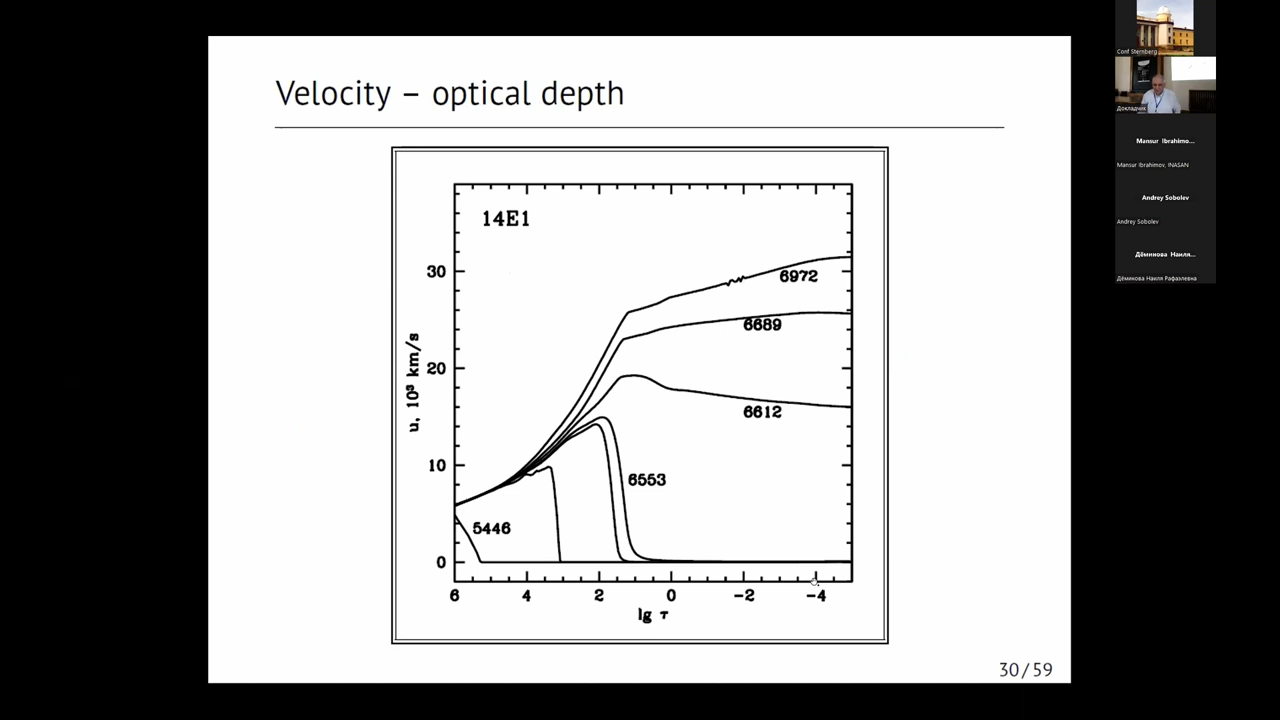 Velocity – optical depth
14E1
30
20
10
0
u, 10³ km/s
6972
6689
6612
6553
5446
6 4 2 0 -2 -4
lg τ
30/59
Conf Sternberg
Докладчик
Mansur Ibrahimo...
Mansur Ibrahimov, INASAN
Andrey Sobolev
Andrey Sobolev
Дёминова Наиля...
Дёминова Наиля Рафаэлевна